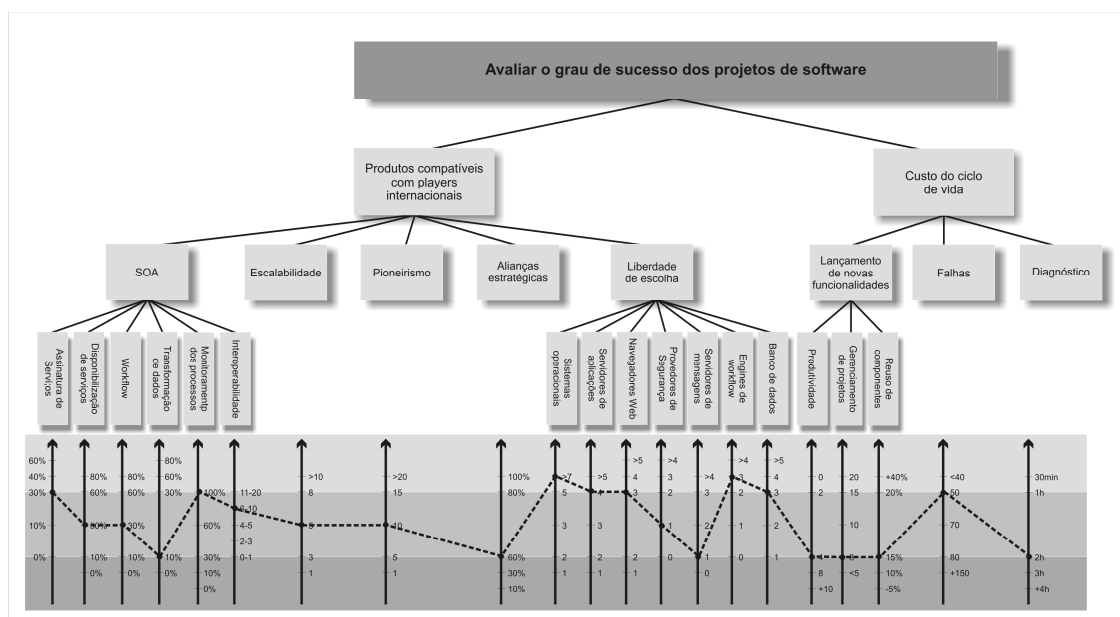 Avaliar o grau de sucesso dos projetos de software
Produtos compatíveis
com players
internacionais
Custo do ciclo
de vida
SOA
Escalabilidade
Pioneirismo
Alianças
estratégicas
Liberdade
de escolha
Lançamento
de novas
funcionalidades
Falhas
Diagnóstico
Assinatura de
Serviços
Disponibilização
de serviços
Workflow
Transformação
de dados
Monitoramentp
dos processos
Interoperabilidade
Sistemas
operacionais
Servidores de
aplicações
Navegadores Web
Provedores de
Segurança
Servidores de
mensagens
Engines de
workflow
Banco de dados
Produtividade
Gerenciamento
de projetos
Reuso de
componentes
60% 80% >5 >4 >4 >5
40% 80% 80% 60% >10 >20 100% >7 >5 4 3 >4 3 4 0 20 +40% <40 30min
30% 60% 60% 30% 100% 11-20 8 15 80% 5 4 3 2 3 2 3 2 15 20% 50 1h
6-10
10% 30% 60% 4-5 5 10 3 3 1 2 1 2 10 70
2-3
0% 10% 10% 10% 30% 0-1 3 5 60% 2 2 2 0 1 0 1 15% 80 2h
0% 0% 0% 10% 1 1 30% 1 1 1 0 8 <5 10% +150 3h
0% 10% +10 -5% +4h